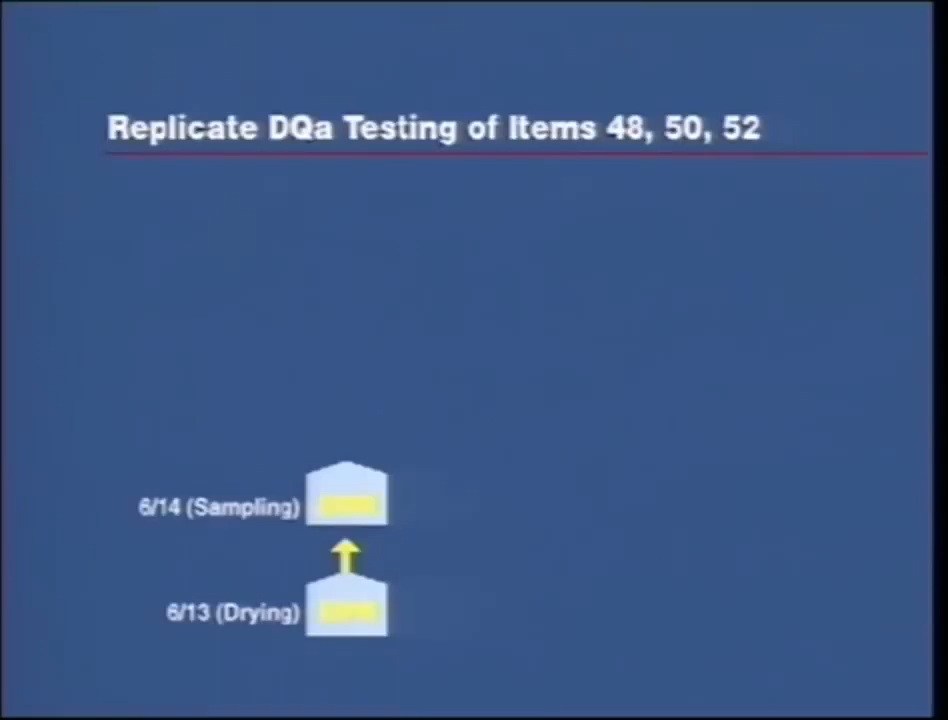 Replicate DQa Testing of Items 48, 50, 52
6/14 (Sampling)
6/13 (Drying)